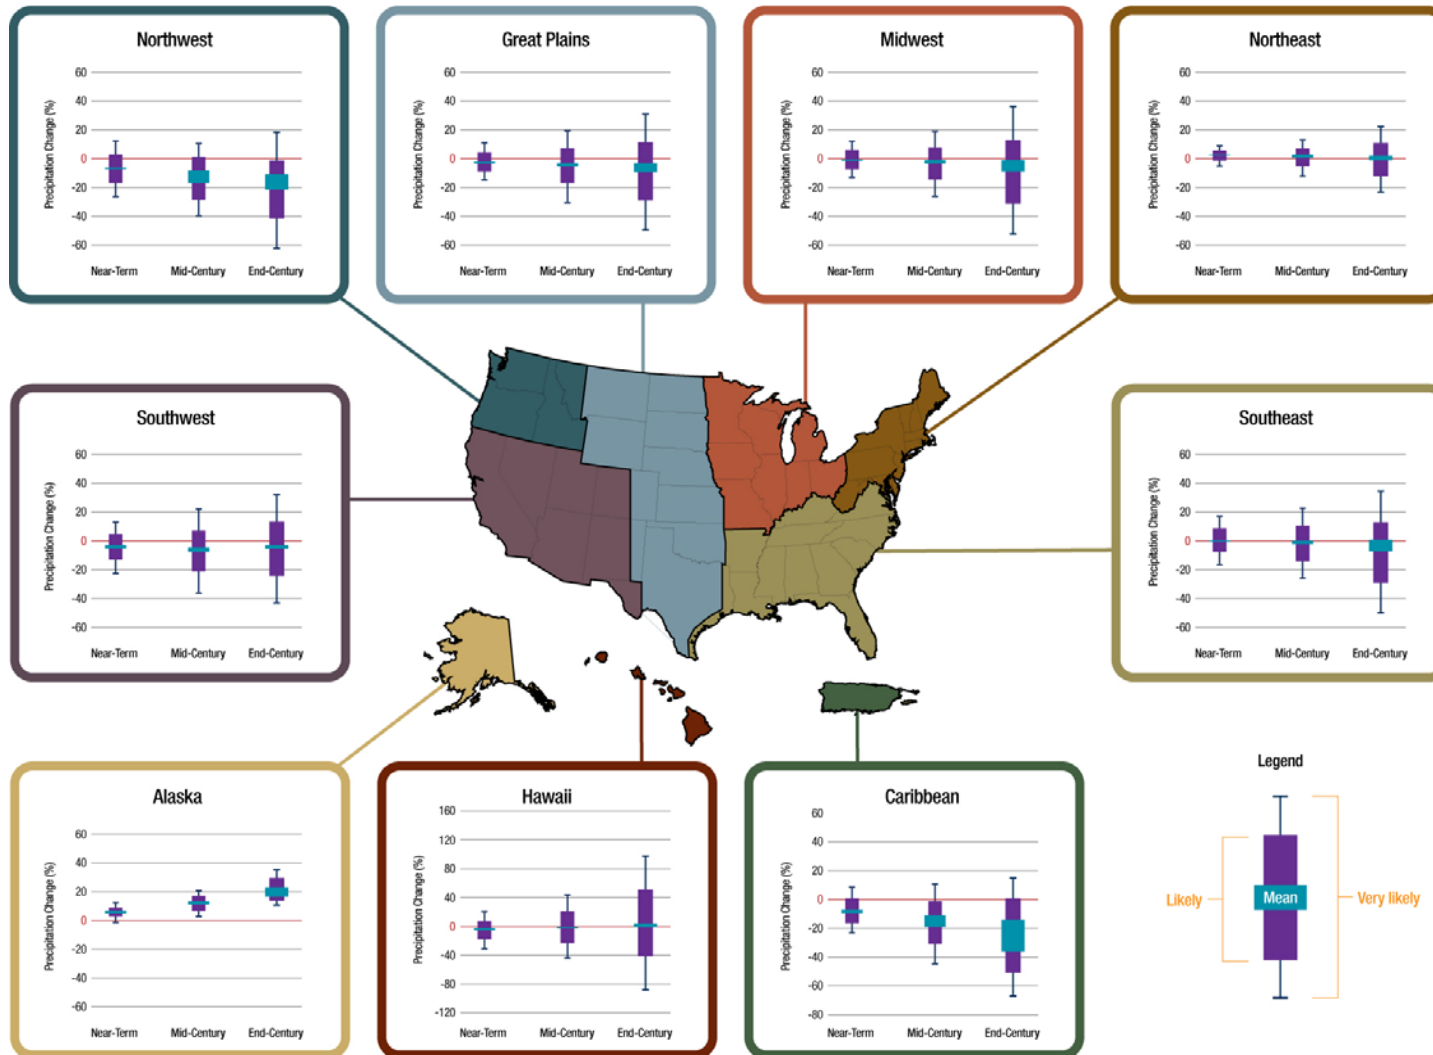 Northwest
Precipitation Change (%)
60
40
20
0
-20
-40
-60
Near-Term Mid-Century End-Century
Great Plains
Precipitation Change (%)
60
40
20
0
-20
-40
-60
Near-Term Mid-Century End-Century
Midwest
Precipitation Change (%)
60
40
20
0
-20
-40
-60
Near-Term Mid-Century End-Century
Northeast
Precipitation Change (%)
60
40
20
0
-20
-40
-60
Near-Term Mid-Century End-Century
Southwest
Precipitation Change (%)
60
40
20
0
-20
-40
-60
Near-Term Mid-Century End-Century
Southeast
Precipitation Change (%)
60
40
20
0
-20
-40
-60
Near-Term Mid-Century End-Century
Alaska
Precipitation Change (%)
60
40
20
0
-20
-40
-60
Near-Term Mid-Century End-Century
Hawaii
Precipitation Change (%)
160
120
80
40
0
-40
-80
-120
Near-Term Mid-Century End-Century
Caribbean
Precipitation Change (%)
60
40
20
0
-20
-40
-60
-80
Near-Term Mid-Century End-Century
Legend
Likely
Mean
Very likely